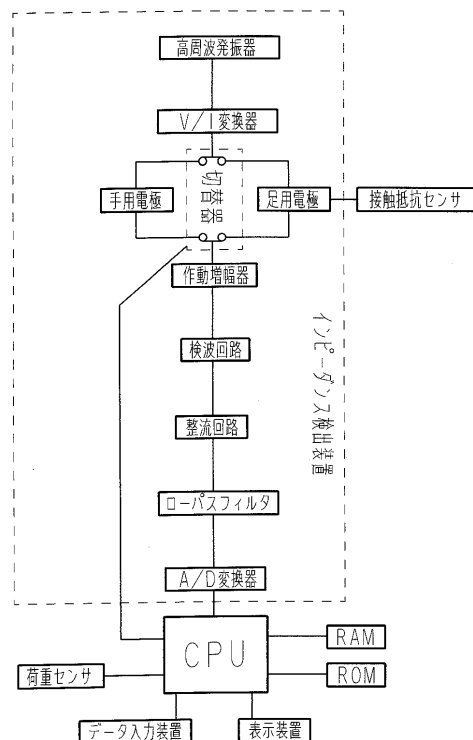 高周波発振器
V/I変換器
切替器
手用電極
足用電極
接触抵抗センサ
作動増幅器
検波回路
整流回路
ローパスフィルタ
A/D変換器
インピーダンス検出装置
CPU
RAM
ROM
荷重センサ
データ入力装置
表示装置